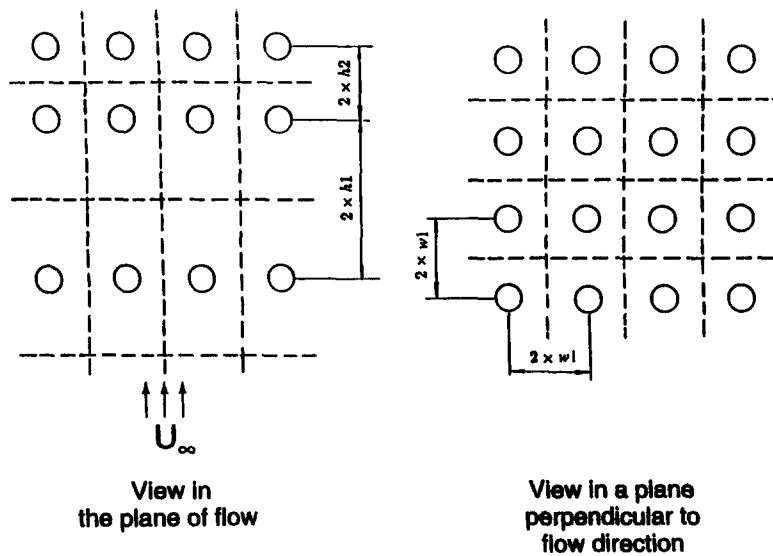 2 × h2
2 × h1
U∞
View in
the plane of flow
2 × w1
2 × w1
View in a plane
perpendicular to
flow direction